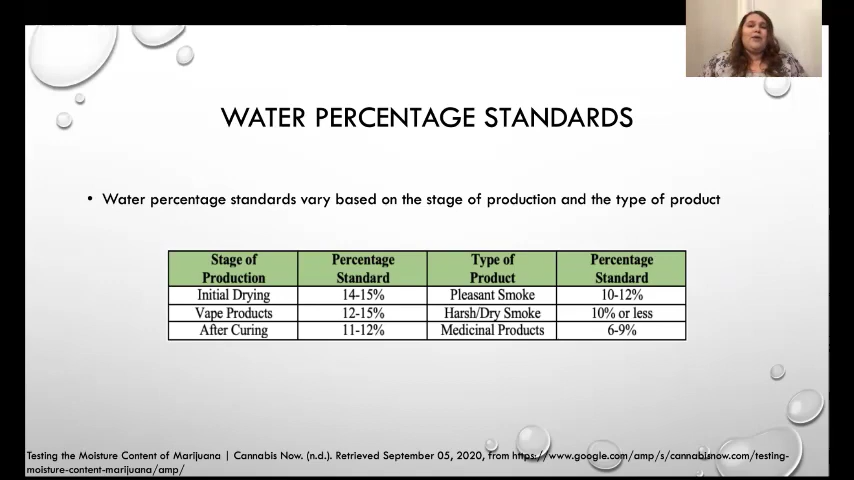 WATER PERCENTAGE STANDARDS
• Water percentage standards vary based on the stage of production and the type of product
Stage of Production Percentage Standard Type of Product Percentage Standard
Initial Drying 14-15% Pleasant Smoke 10-12%
Vape Products 12-15% Harsh/Dry Smoke 10% or less
After Curing 11-12% Medicinal Products 6-9%
Testing the Moisture Content of Marijuana | Cannabis Now. (n.d.). Retrieved September 05, 2020, from https://www.google.com/amp/s/cannabisnow.com/testing-
moisture-content-marijuana/amp/